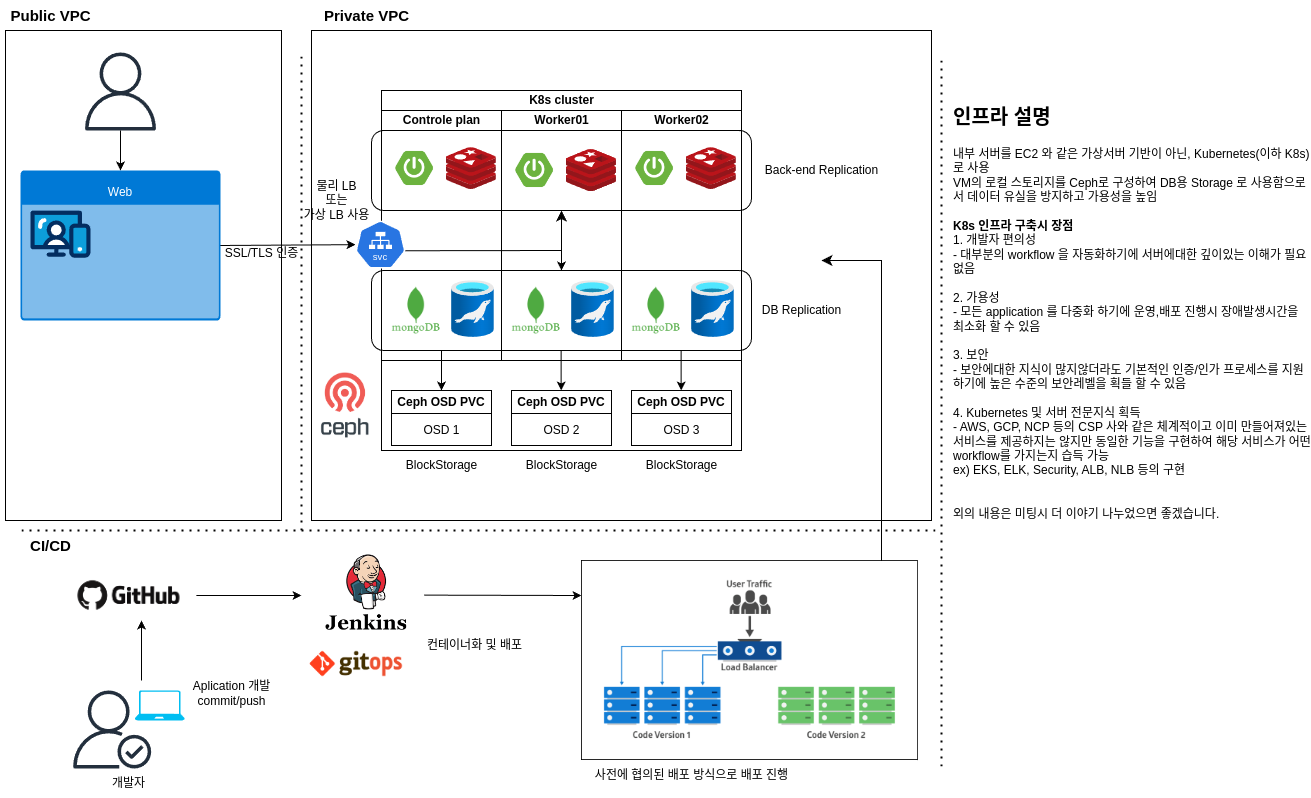 Public VPC
Private VPC
K8s cluster
Controle plan
Worker01
Worker02
Back-end Replication
Web
물리 LB
또는
가상 LB 사용
SSL/TLS 인증
svc
mongoDB
mongoDB
mongoDB
DB Replication
ceph
Ceph OSD PVC
Ceph OSD PVC
Ceph OSD PVC
OSD 1
OSD 2
OSD 3
BlockStorage
BlockStorage
BlockStorage
인프라 설명
내부 서버를 EC2 와 같은 가상서버 기반이 아닌, Kubernetes(이하 K8s)
로 사용
VM의 로컬 스토리지를 Ceph로 구성하여 DB용 Storage 로 사용함으로
서 데이터 유실을 방지하고 가용성을 높임
K8s 인프라 구축시 장점
1. 개발자 편의성
- 대부분의 workflow 을 자동화하기에 서버에대한 깊이있는 이해가 필요
없음
2. 가용성
- 모든 application 를 다중화 하기에 운영,배포 진행시 장애발생시간을
최소화 할 수 있음
3. 보안
- 보안에대한 지식이 많지않더라도 기본적인 인증/인가 프로세스를 지원
하기에 높은 수준의 보안레벨을 획들 할 수 있음
4. Kubernetes 및 서버 전문지식 획득
- AWS, GCP, NCP 등의 CSP 사와 같은 체계적이고 이미 만들어져있는
서비스를 제공하지는 않지만 동일한 기능을 구현하여 해당 서비스가 어떤
workflow를 가지는지 습득 가능
ex) EKS, ELK, Security, ALB, NLB 등의 구현
외의 내용은 미팅시 더 이야기 나누었으면 좋겠습니다.
CI/CD
GitHub
Jenkins
gitops
컨테이너화 및 배포
Aplication 개발
commit/push
개발자
User Traffic
Load Balancer
Code Version 1
Code Version 2
사전에 협의된 배포 방식으로 배포 진행